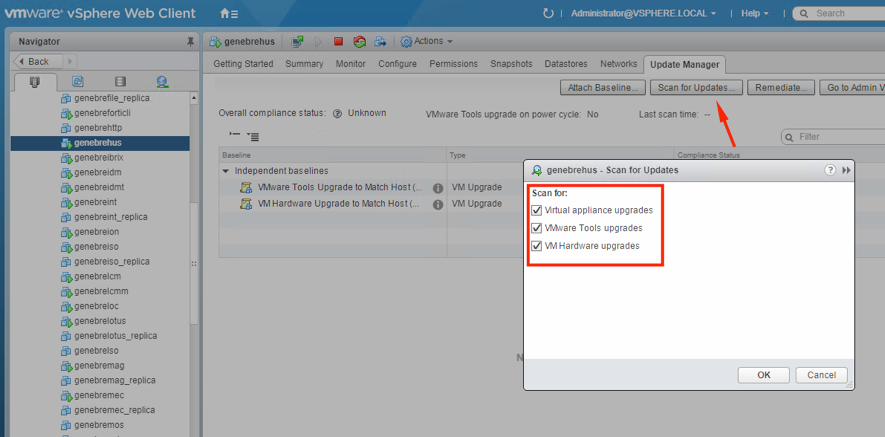 vmware® vSphere Web Client
Administrator@VSPHERE.LOCAL
Help
Search
Navigator
Back
genebrefile_replica
genebreforticli
genebrehttp
genebrehus
genebreibrix
genebreidm
genebreidmt
genebreint
genebreint_replica
genebreion
genebreiso
genebreiso_replica
genebrelcm
genebrelcmm
genebreloc
genebrelotus
genebrelotus_replica
genebrelso
genebremag
genebremag_replica
genebremec
genebremec_replica
genebremos
genebrehus
Actions
Getting Started Summary Monitor Configure Permissions Snapshots Datastores Networks Update Manager
Attach Baseline... Scan for Updates... Remediate... Go to Admin V
Overall compliance status: Unknown VMware Tools upgrade on power cycle: No Last scan time: --
Filter
Baseline Type Compliance Status
Independent baselines
VMware Tools Upgrade to Match Host (... VM Upgrade
VM Hardware Upgrade to Match Host (... VM Upgrade
N
genebrehus - Scan for Updates
Scan for:
Virtual appliance upgrades
VMware Tools upgrades
VM Hardware upgrades
OK Cancel